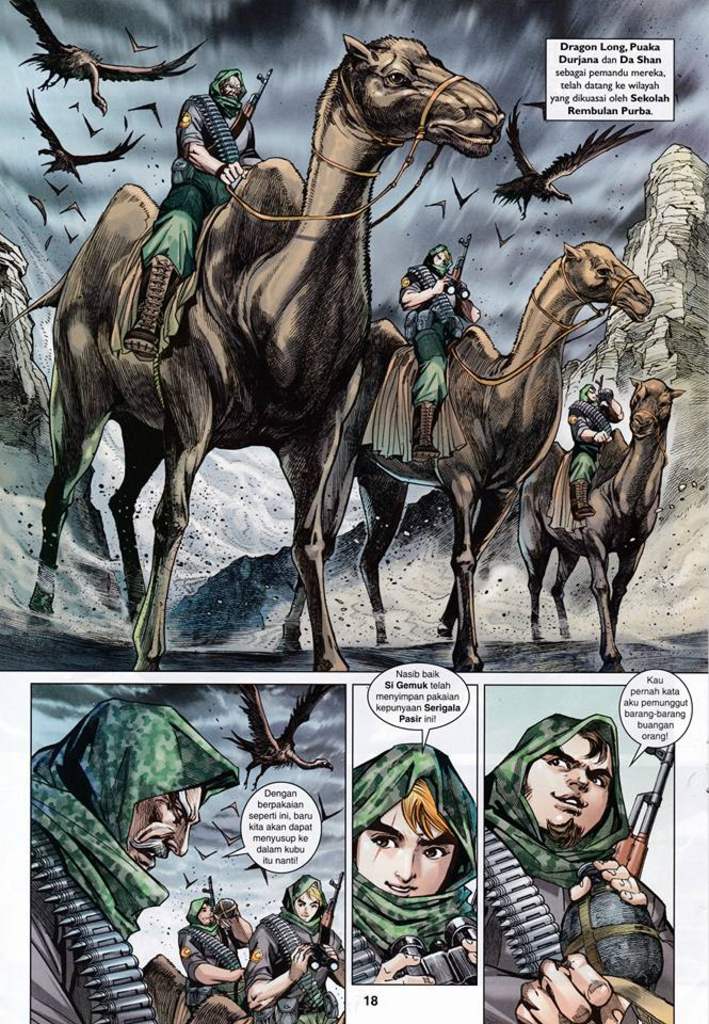 Dragon Long, Puaka
Durjana dan Da Shan
sebagai pemandu mereka,
telah datang ke wilayah
yang dikuasai oleh Sekolah
Rembulan Purba.
Dengan
berpakaian
seperti ini, baru
kita akan dapat
menyusup ke
dalam kubu
itu nanti!
Nasib baik
Si Gemuk telah
menyimpan pakaian
kepunyaan Serigala
Pasir ini!
Kau
pernah kata
aku pemunggut
barang-barang
buangan
orang!
18